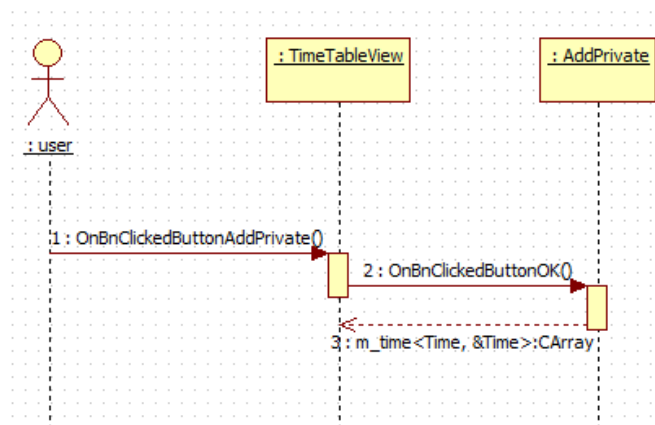 : TimeTableView
: AddPrivate
: user
1 : OnBnClickedButtonAddPrivate()
2 : OnBnClickedButtonOK()
3 : m_time<Time, &Time>:CArray